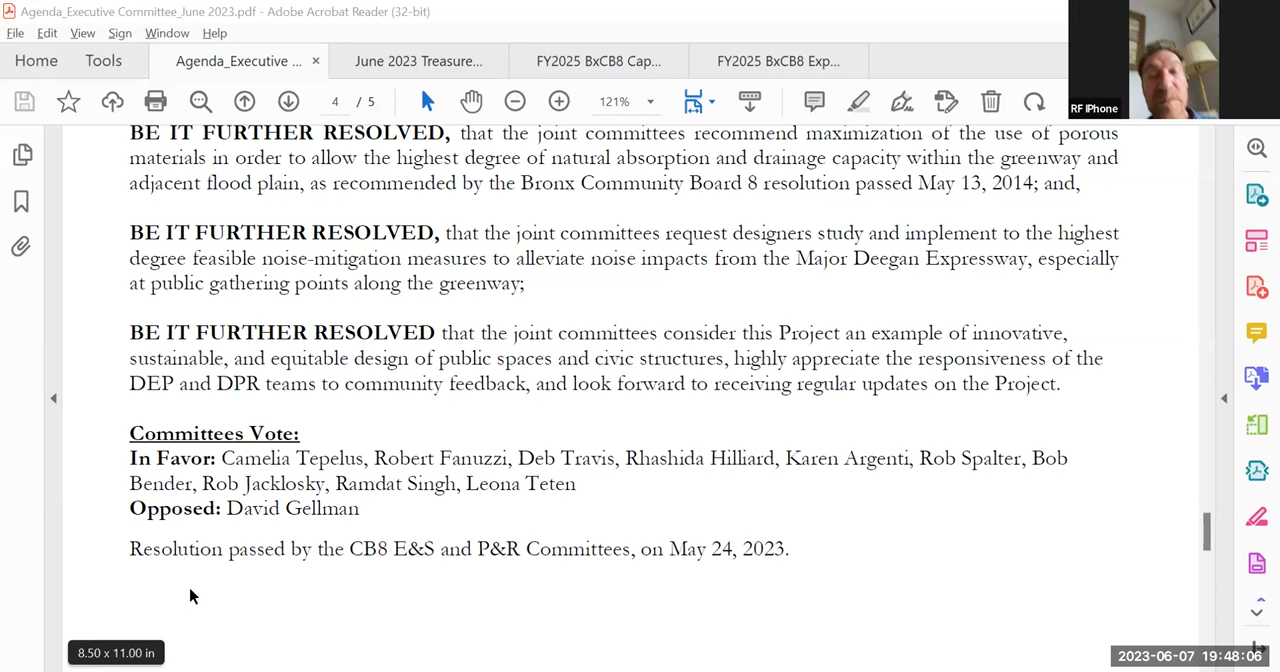 Agenda_Executive Committee_June 2023.pdf - Adobe Acrobat Reader (32-bit)
File Edit View Sign Window Help
Home Tools Agenda_Executive ... × June 2023 Treasure... FY2025 BxCB8 Cap... FY2025 BxCB8 Exp...
4 / 5 121%
RF IPhone
BE IT FURTHER RESOLVED, that the joint committees recommend maximization of the use of porous
materials in order to allow the highest degree of natural absorption and drainage capacity within the greenway and
adjacent flood plain, as recommended by the Bronx Community Board 8 resolution passed May 13, 2014; and,
BE IT FURTHER RESOLVED, that the joint committees request designers study and implement to the highest
degree feasible noise-mitigation measures to alleviate noise impacts from the Major Deegan Expressway, especially
at public gathering points along the greenway;
BE IT FURTHER RESOLVED that the joint committees consider this Project an example of innovative,
sustainable, and equitable design of public spaces and civic structures, highly appreciate the responsiveness of the
DEP and DPR teams to community feedback, and look forward to receiving regular updates on the Project.
Committees Vote:
In Favor: Camelia Tepelus, Robert Fanuzzi, Deb Travis, Rhashida Hilliard, Karen Argenti, Rob Spalter, Bob
Bender, Rob Jacklosky, Ramdat Singh, Leona Teten
Opposed: David Gellman
Resolution passed by the CB8 E&S and P&R Committees, on May 24, 2023.
8.50 x 11.00 in
2023-06-07 19:48:06